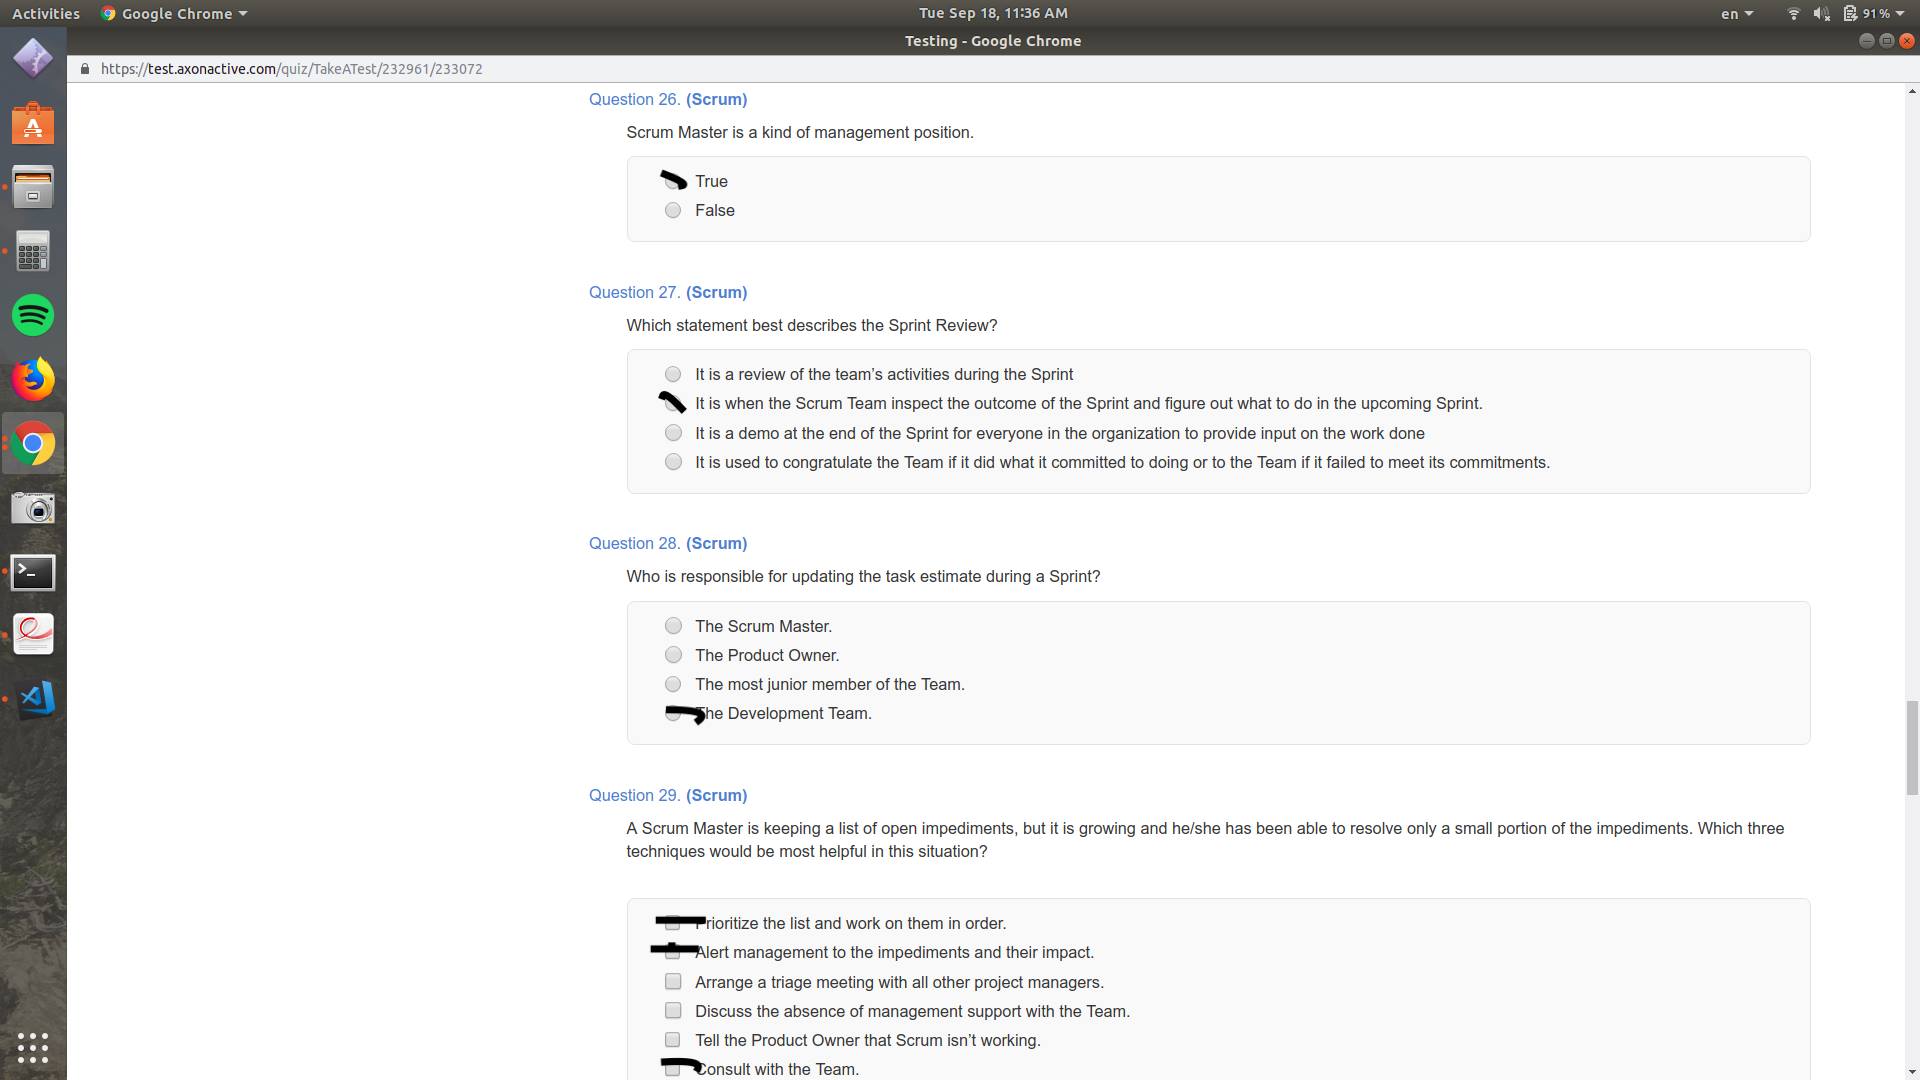 Activities
Google Chrome
Tue Sep 18, 11:36 AM
en
91%
Testing - Google Chrome
https://test.axonactive.com/quiz/TakeATest/232961/233072
Question 26. (Scrum)
Scrum Master is a kind of management position.
True
False
Question 27. (Scrum)
Which statement best describes the Sprint Review?
It is a review of the team’s activities during the Sprint
It is when the Scrum Team inspect the outcome of the Sprint and figure out what to do in the upcoming Sprint.
It is a demo at the end of the Sprint for everyone in the organization to provide input on the work done
It is used to congratulate the Team if it did what it committed to doing or to the Team if it failed to meet its commitments.
Question 28. (Scrum)
Who is responsible for updating the task estimate during a Sprint?
The Scrum Master.
The Product Owner.
The most junior member of the Team.
The Development Team.
Question 29. (Scrum)
A Scrum Master is keeping a list of open impediments, but it is growing and he/she has been able to resolve only a small portion of the impediments. Which three
techniques would be most helpful in this situation?
Prioritize the list and work on them in order.
Alert management to the impediments and their impact.
Arrange a triage meeting with all other project managers.
Discuss the absence of management support with the Team.
Tell the Product Owner that Scrum isn’t working.
Consult with the Team.